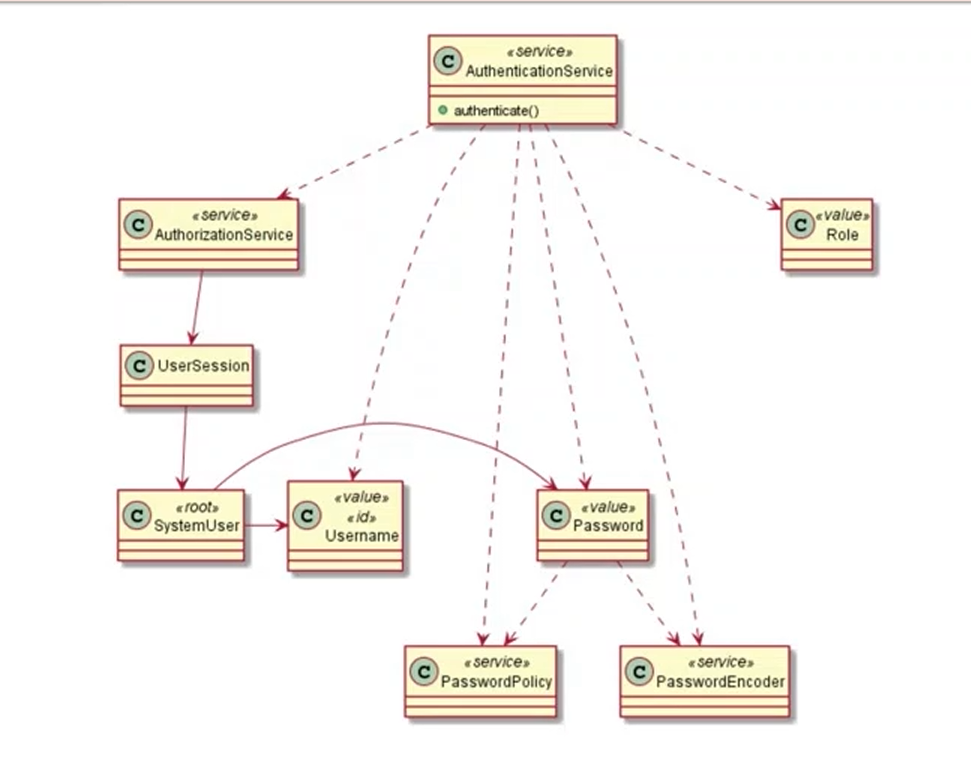 «service»
C AuthenticationService
authenticate()
«service»
C AuthorizationService
«value»
C Role
C UserSession
«root»
C SystemUser
«value»
«id»
C Username
«value»
C Password
«service»
C PasswordPolicy
«service»
C PasswordEncoder